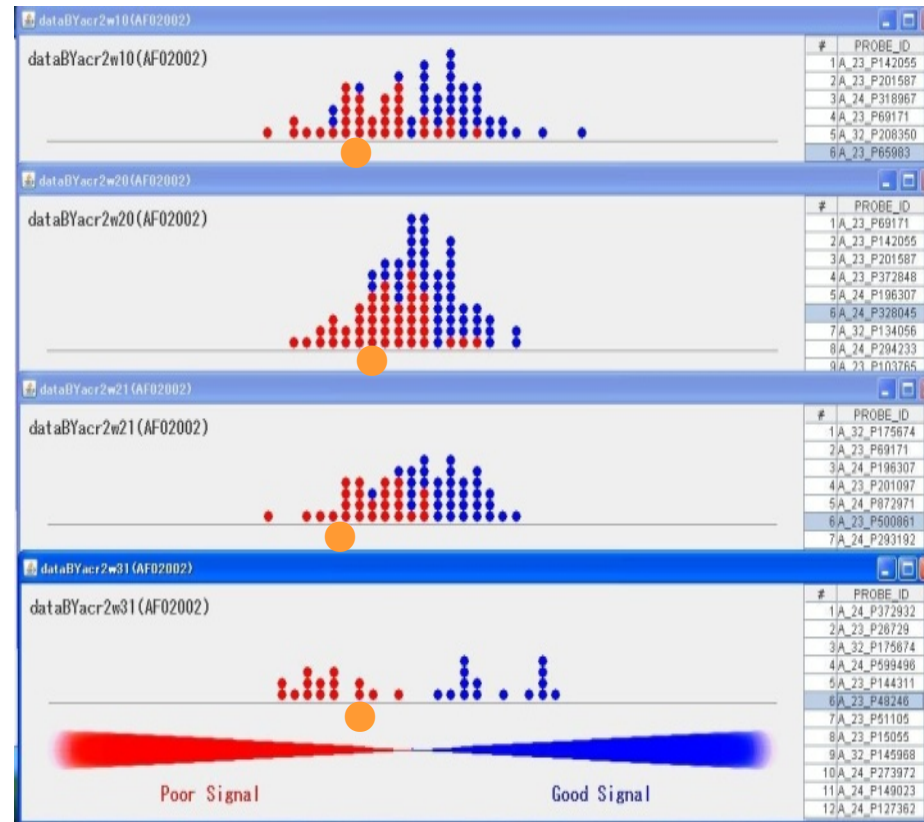 dataBYacr2w10(AF02002)
dataBYacr2w10(AF02002)
# PROBE_ID
1 A_23_P142055
2 A_23_P201587
3 A_24_P318967
4 A_23_P69171
5 A_32_P208350
6 A_23_P65983
dataBYacr2w20(AF02002)
dataBYacr2w20(AF02002)
# PROBE_ID
1 A_23_P69171
2 A_23_P142055
3 A_23_P201587
4 A_23_P372848
5 A_24_P196307
6 A_24_P328045
7 A_32_P134056
8 A_24_P294233
9 A_23_P103765
dataBYacr2w21(AF02002)
dataBYacr2w21(AF02002)
# PROBE_ID
1 A_32_P175674
2 A_23_P69171
3 A_24_P196307
4 A_23_P201097
5 A_24_P872971
6 A_23_P500861
7 A_24_P293192
dataBYacr2w31(AF02002)
dataBYacr2w31(AF02002)
# PROBE_ID
1 A_24_P372932
2 A_23_P26729
3 A_32_P175674
4 A_24_P599496
5 A_23_P144311
6 A_23_P48246
7 A_23_P51105
8 A_23_P15055
9 A_32_P145968
10 A_24_P273972
11 A_24_P149023
12 A_24_P127362
Poor Signal
Good Signal